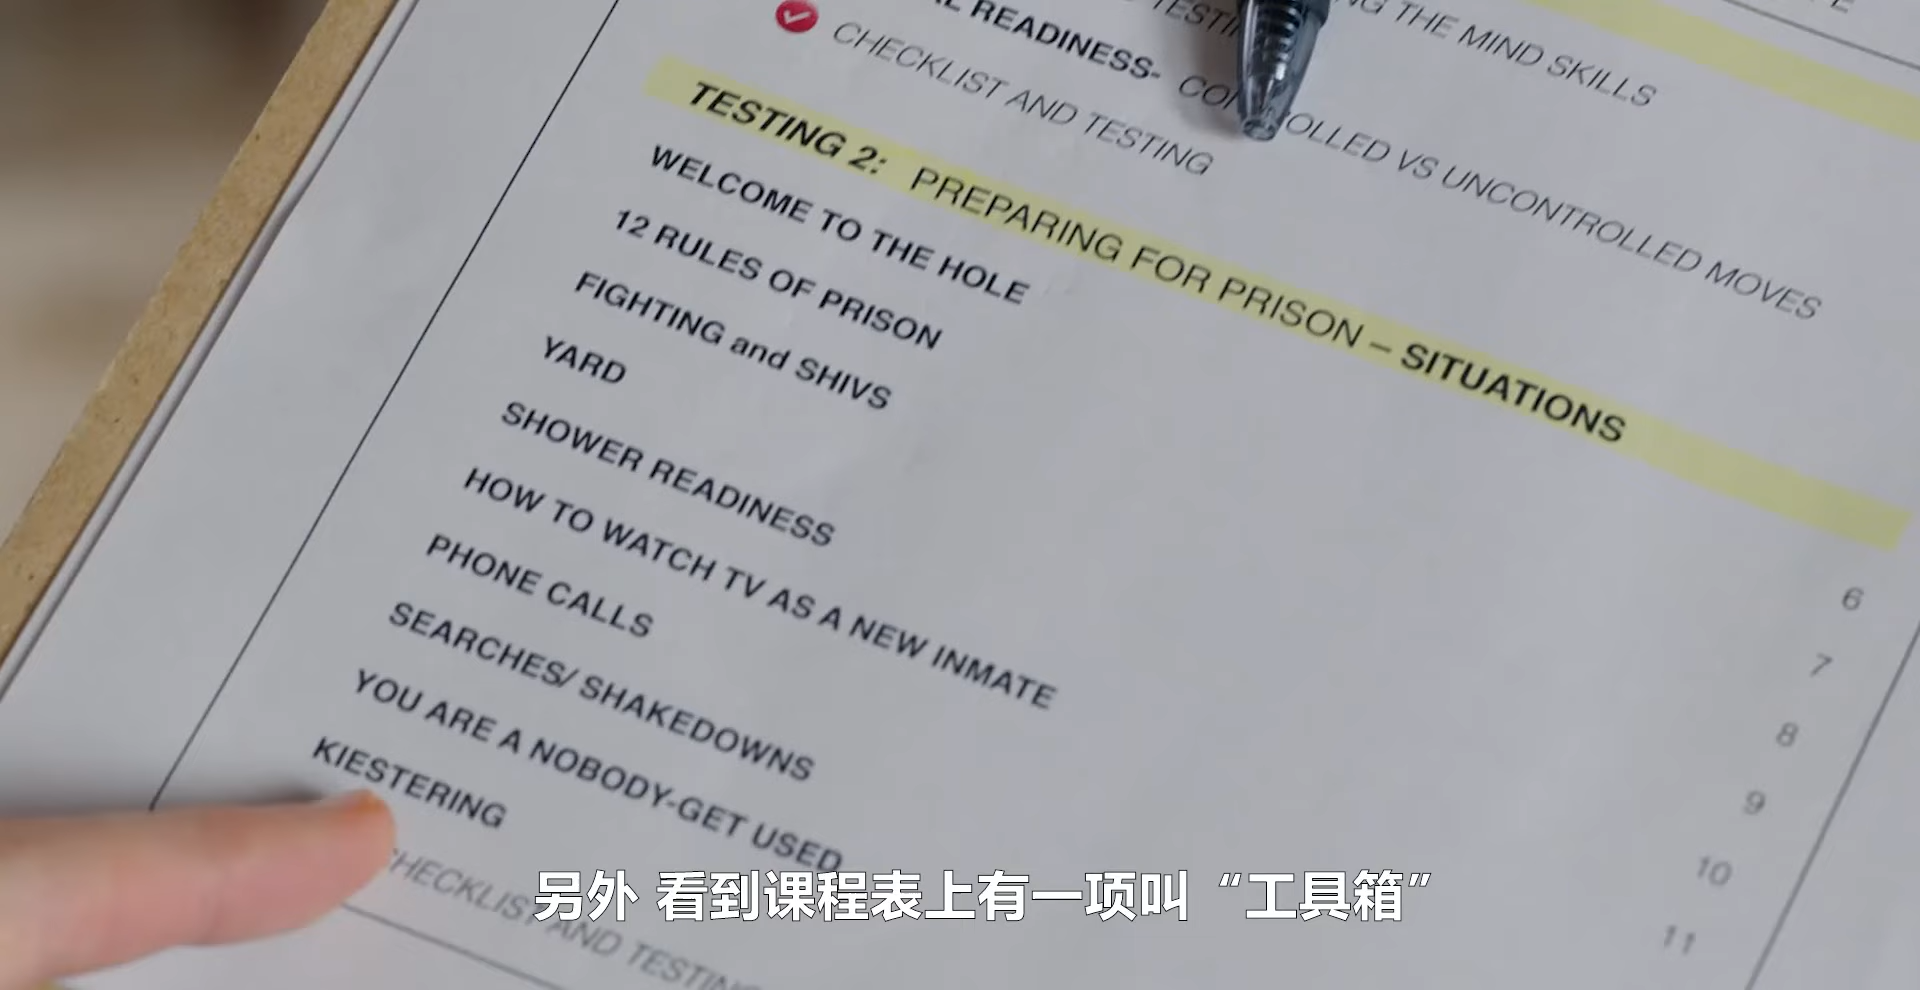 TESTING THE MIND SKILLS
READINESS- CONTROLLED VS UNCONTROLLED MOVES
CHECKLIST AND TESTING
TESTING 2: PREPARING FOR PRISON – SITUATIONS
WELCOME TO THE HOLE 6
12 RULES OF PRISON 7
FIGHTING and SHIVS 8
YARD 9
SHOWER READINESS 10
HOW TO WATCH TV AS A NEW INMATE 11
PHONE CALLS
SEARCHES/ SHAKEDOWNS
YOU ARE A NOBODY-GET USED
KIESTERING
CHECKLIST AND TESTING
另外 看到课程表上有一项叫“工具箱”